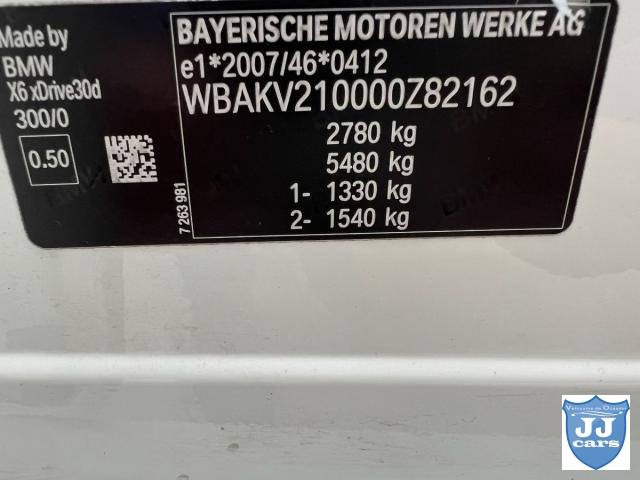 Made by
BMW
X6 xDrive30d
300/0
0.50
7 263 981
BAYERISCHE MOTOREN WERKE AG
e1*2007/46*0412
WBAKV210000Z82162
2780 kg
5480 kg
1- 1330 kg
2- 1540 kg
JJ
cars